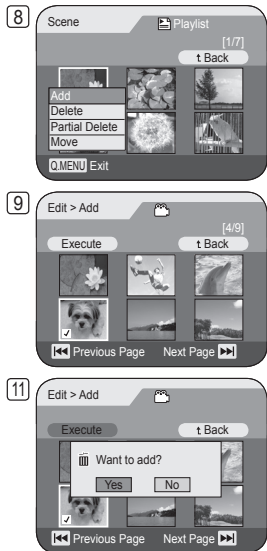 8
Scene Playlist
[1/7]
t Back
Add
Delete
Partial Delete
Move
Q.MENU Exit
9
Edit > Add
[4/9]
Execute t Back
Previous Page Next Page
11
Edit > Add
Execute t Back
Want to add?
Yes No
Previous Page Next Page